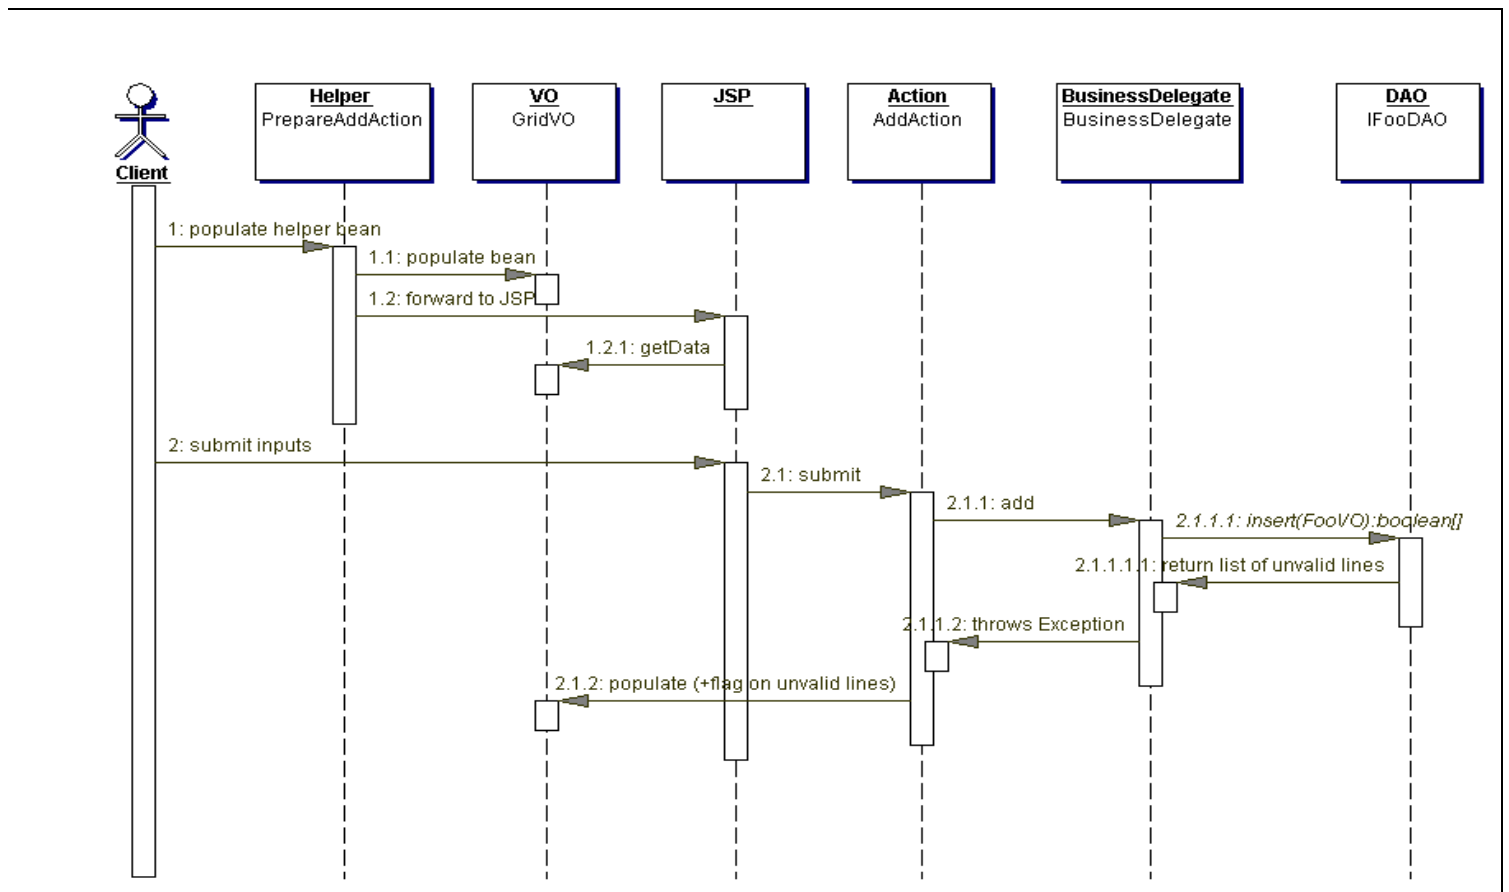 Helper
PrepareAddAction
VO
GridVO
JSP
Action
AddAction
BusinessDelegate
BusinessDelegate
DAO
IFooDAO
Client
1: populate helper bean
1.1: populate bean
1.2: forward to JSP
1.2.1: getData
2: submit inputs
2.1: submit
2.1.1: add
2.1.1.1: insert(FooVO):boolean[]
2.1.1.1.1: return list of unvalid lines
2.1.1.2: throws Exception
2.1.2: populate (+flag on unvalid lines)